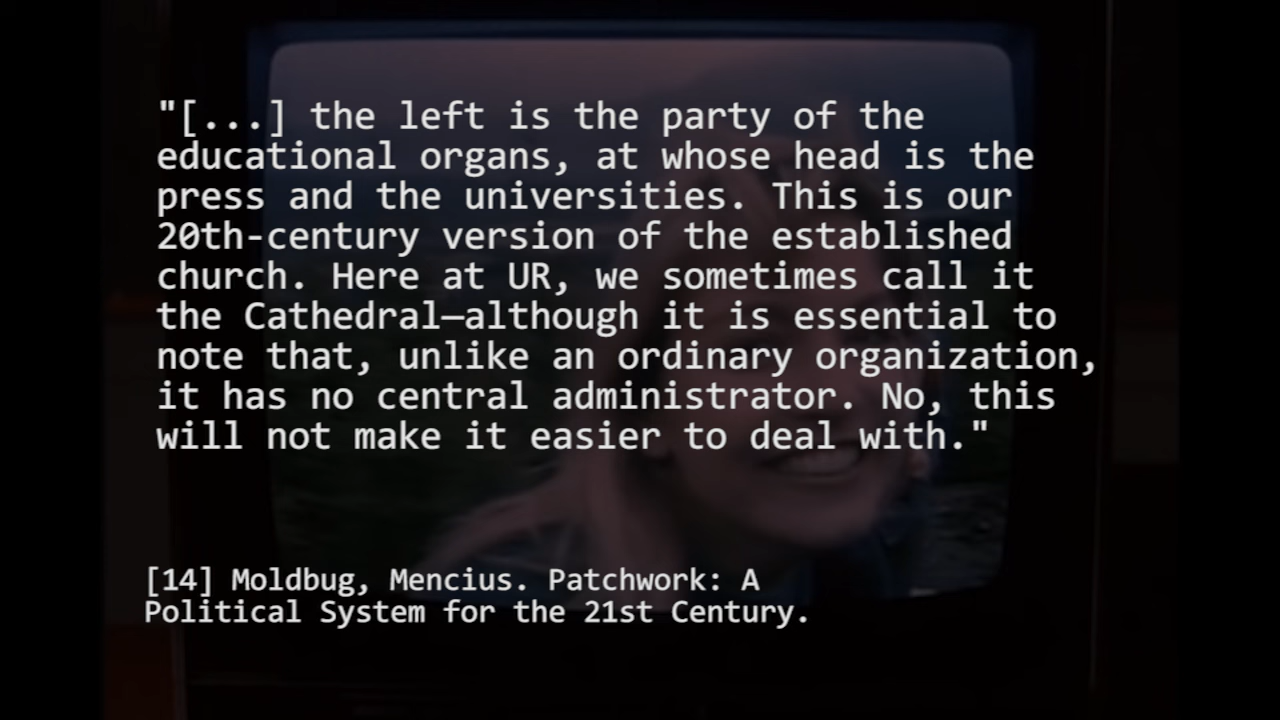 "[...] the left is the party of the
educational organs, at whose head is the
press and the universities. This is our
20th-century version of the established
church. Here at UR, we sometimes call it
the Cathedral—although it is essential to
note that, unlike an ordinary organization,
it has no central administrator. No, this
will not make it easier to deal with."
[14] Moldbug, Mencius. Patchwork: A
Political System for the 21st Century.